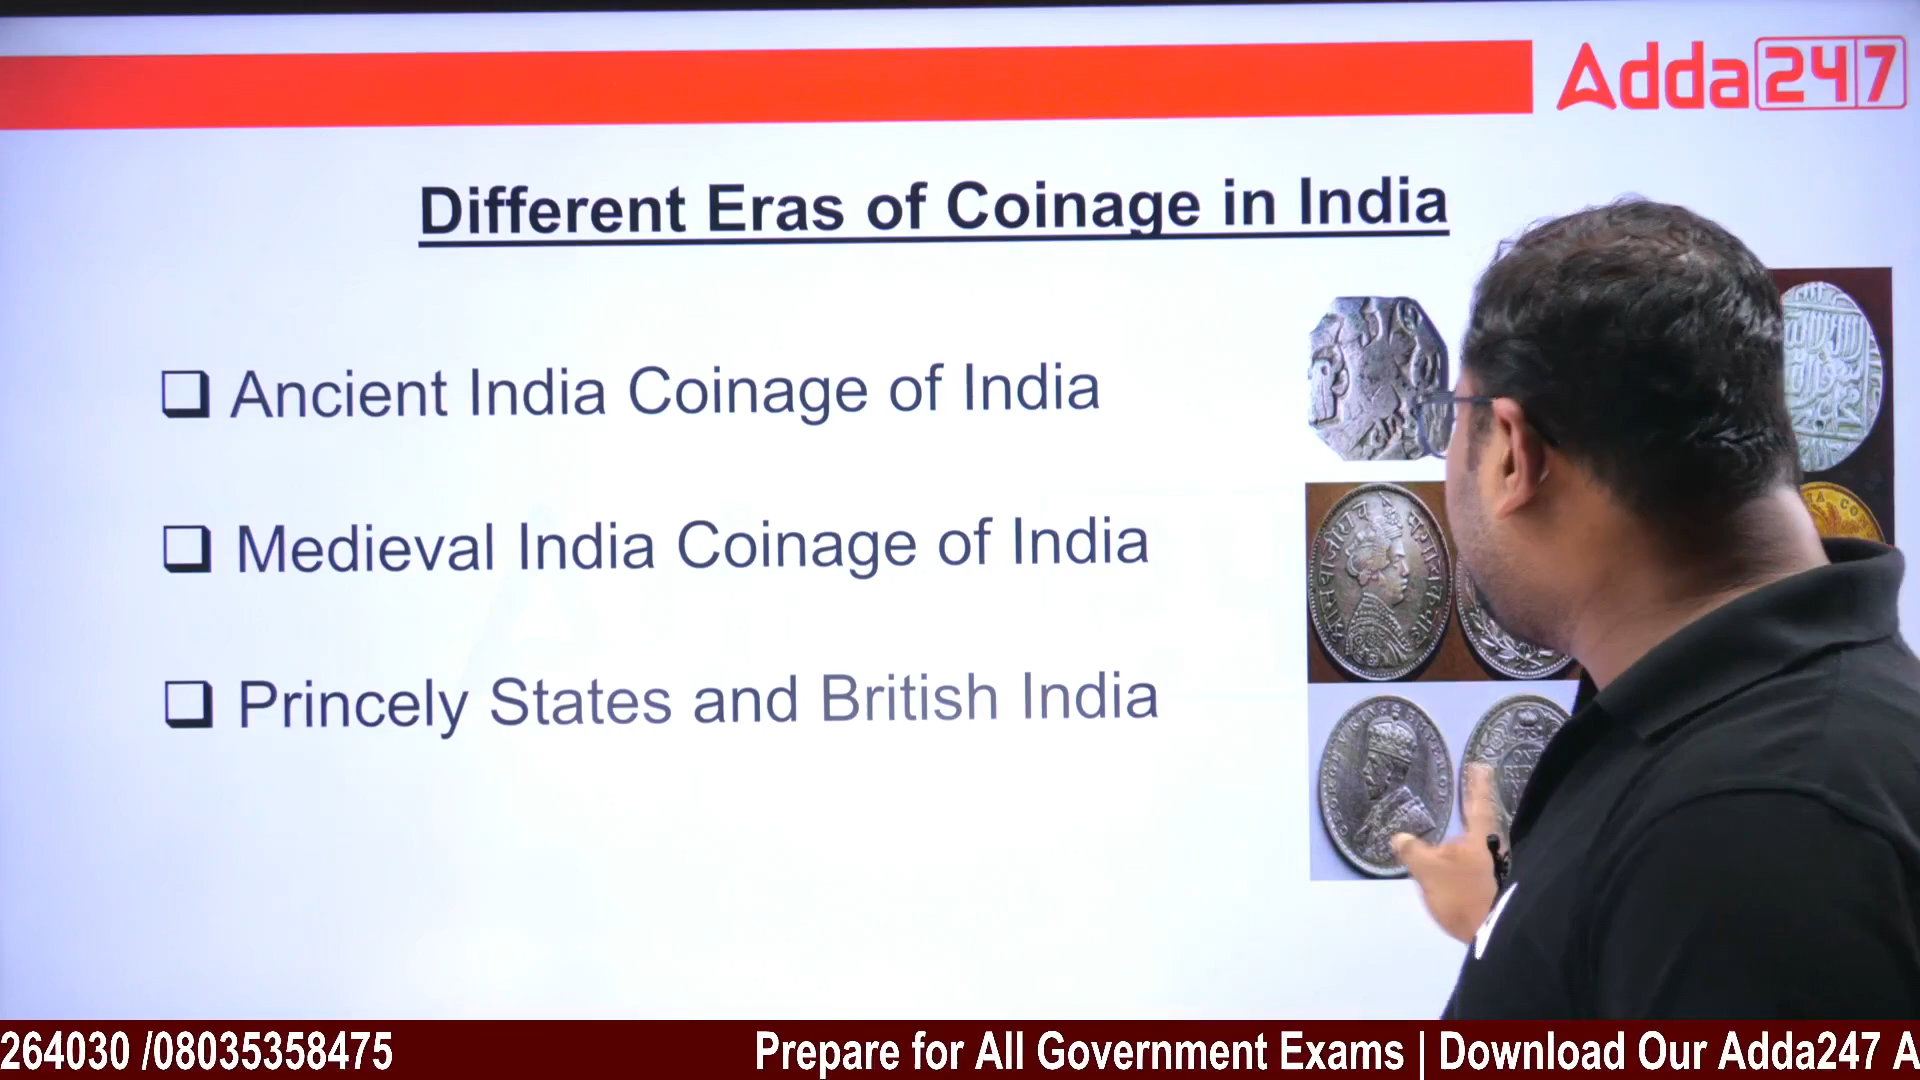 Adda247
Different Eras of Coinage in India
Ancient India Coinage of India
Medieval India Coinage of India
Princely States and British India
264030 /08035358475
Prepare for All Government Exams | Download Our Adda247 A